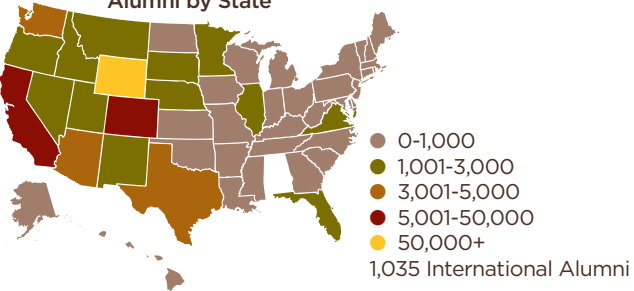 Alumni by State
0-1,000
1,001-3,000
3,001-5,000
5,001-50,000
50,000+
1,035 International Alumni